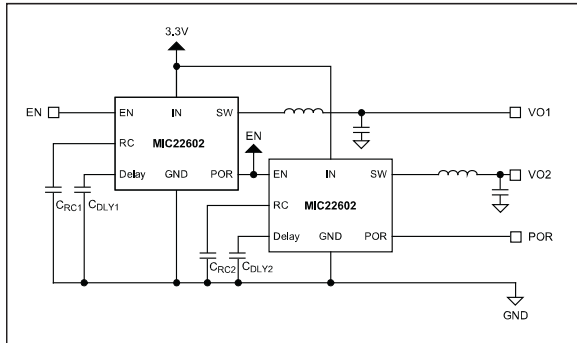 3.3V
EN
EN IN SW
VO1
RC MIC22602
EN
Delay GND POR
EN IN SW
VO2
CRC1 CDLY1
RC MIC22602
Delay GND POR
POR
CRC2 CDLY2
GND